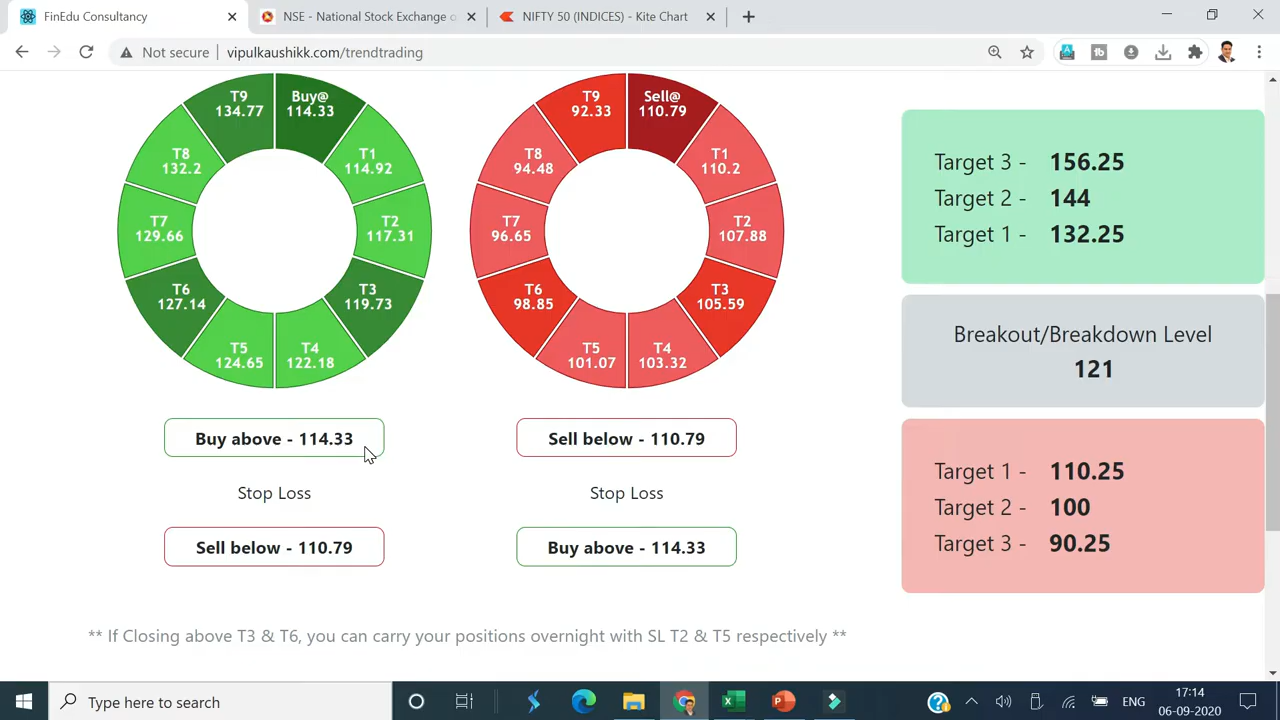 FinEdu Consultancy
NSE - National Stock Exchange o
NIFTY 50 (INDICES) - Kite Chart
Not secure
vipulkaushikk.com/trendtrading
T9
134.77
Buy@
114.33
T1
114.92
T2
117.31
T3
119.73
T4
122.18
T5
124.65
T6
127.14
T7
129.66
T8
132.2
T9
92.33
Sell@
110.79
T1
110.2
T2
107.88
T3
105.59
T4
103.32
T5
101.07
T6
98.85
T7
96.65
T8
94.48
Buy above - 114.33
Stop Loss
Sell below - 110.79
Sell below - 110.79
Stop Loss
Buy above - 114.33
Target 3 - 156.25
Target 2 - 144
Target 1 - 132.25
Breakout/Breakdown Level
121
Target 1 - 110.25
Target 2 - 100
Target 3 - 90.25
** If Closing above T3 & T6, you can carry your positions overnight with SL T2 & T5 respectively **
Type here to search
ENG
17:14
06-09-2020